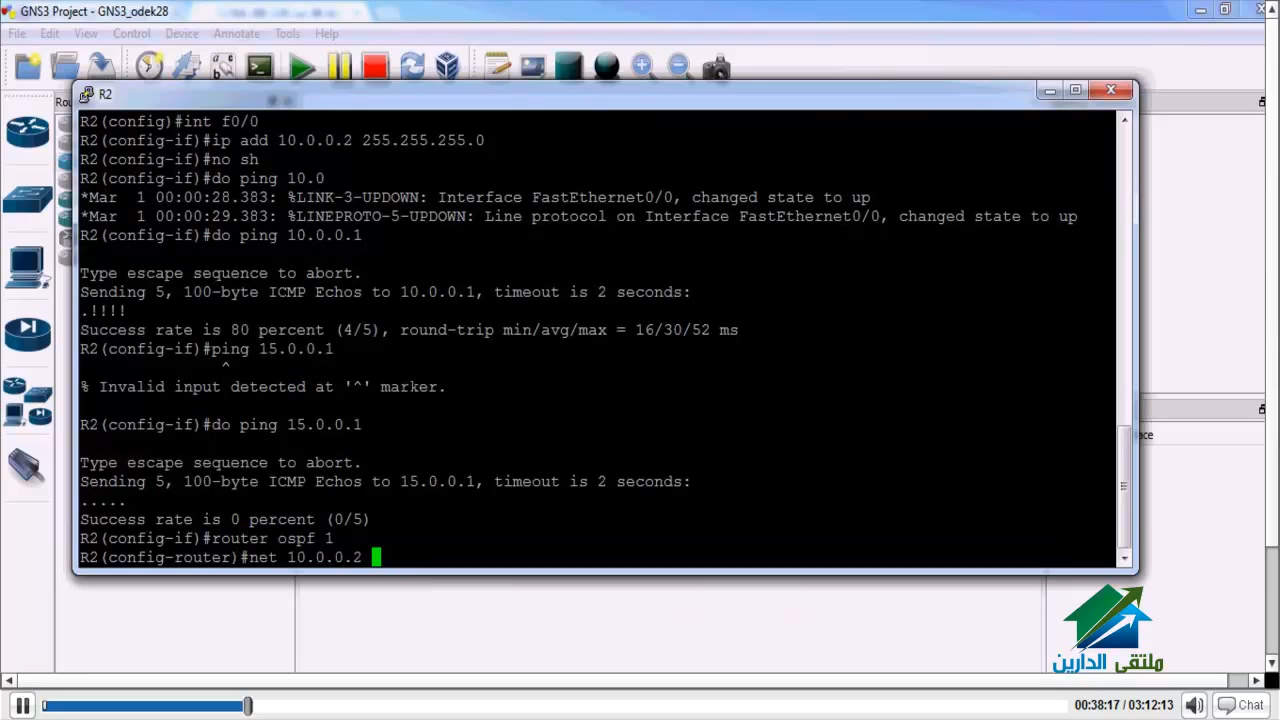 GNS3 Project - GNS3_odek28
File Edit View Control Device Annotate Tools Help
R2
R2(config)#int f0/0
R2(config-if)#ip add 10.0.0.2 255.255.255.0
R2(config-if)#no sh
R2(config-if)#do ping 10.0
*Mar  1 00:00:28.383: %LINK-3-UPDOWN: Interface FastEthernet0/0, changed state to up
*Mar  1 00:00:29.383: %LINEPROTO-5-UPDOWN: Line protocol on Interface FastEthernet0/0, changed state to up
R2(config-if)#do ping 10.0.0.1
Type escape sequence to abort.
Sending 5, 100-byte ICMP Echos to 10.0.0.1, timeout is 2 seconds:
.!!!!
Success rate is 80 percent (4/5), round-trip min/avg/max = 16/30/52 ms
R2(config-if)#ping 15.0.0.1
^
% Invalid input detected at '^' marker.
R2(config-if)#do ping 15.0.0.1
Type escape sequence to abort.
Sending 5, 100-byte ICMP Echos to 15.0.0.1, timeout is 2 seconds:
.....
Success rate is 0 percent (0/5)
R2(config-if)#router ospf 1
R2(config-router)#net 10.0.0.2
ملتقى الدارين
00:38:17 / 03:12:13
Chat